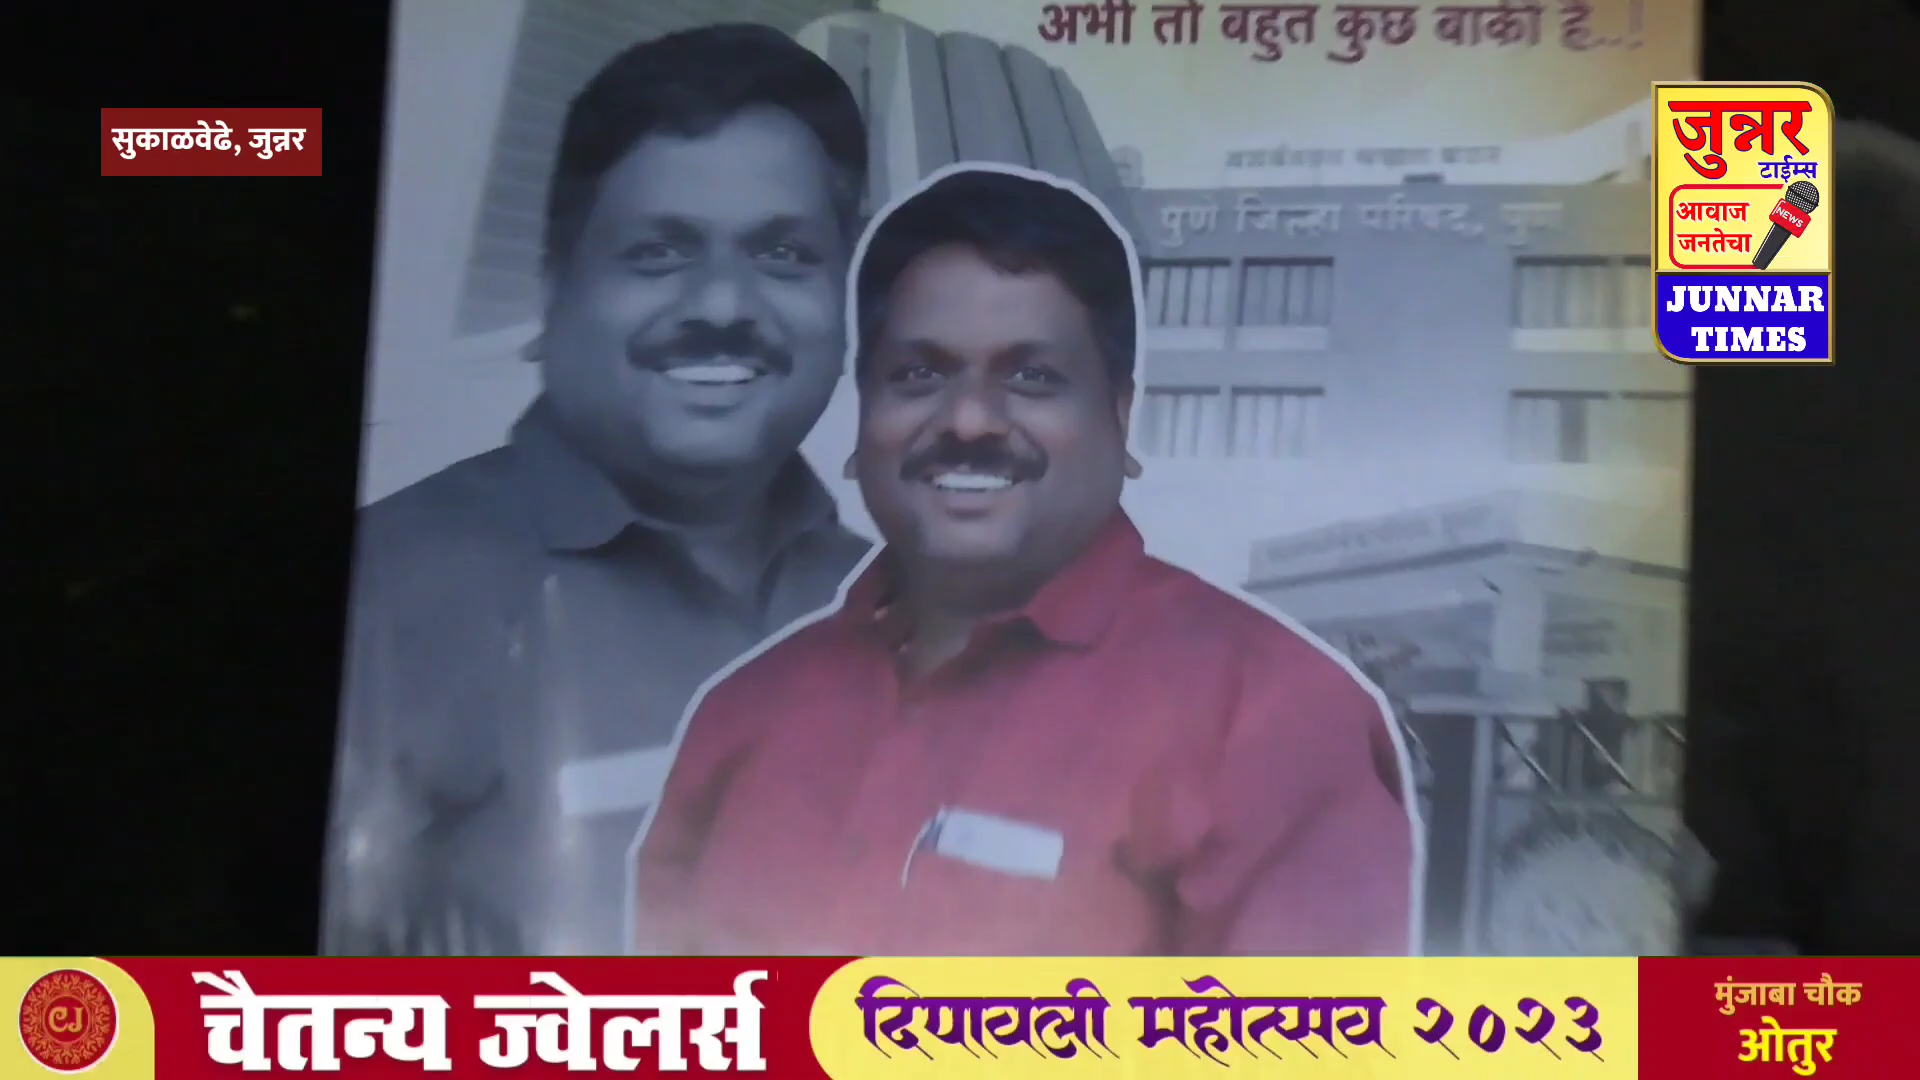 अभी तो बहुत कुछ बाकी है..!
सुकाळवेढे, जुन्नर
जुन्नर
टाईम्स
आवाज
जनतेचा
NEWS
JUNNAR
TIMES
पुणे जिल्हा परिषद, पुणे
CJ
चैतन्य ज्वेलर्स
दिपावली महोत्सव २०२३
मुंजाबा चौक
ओतुर